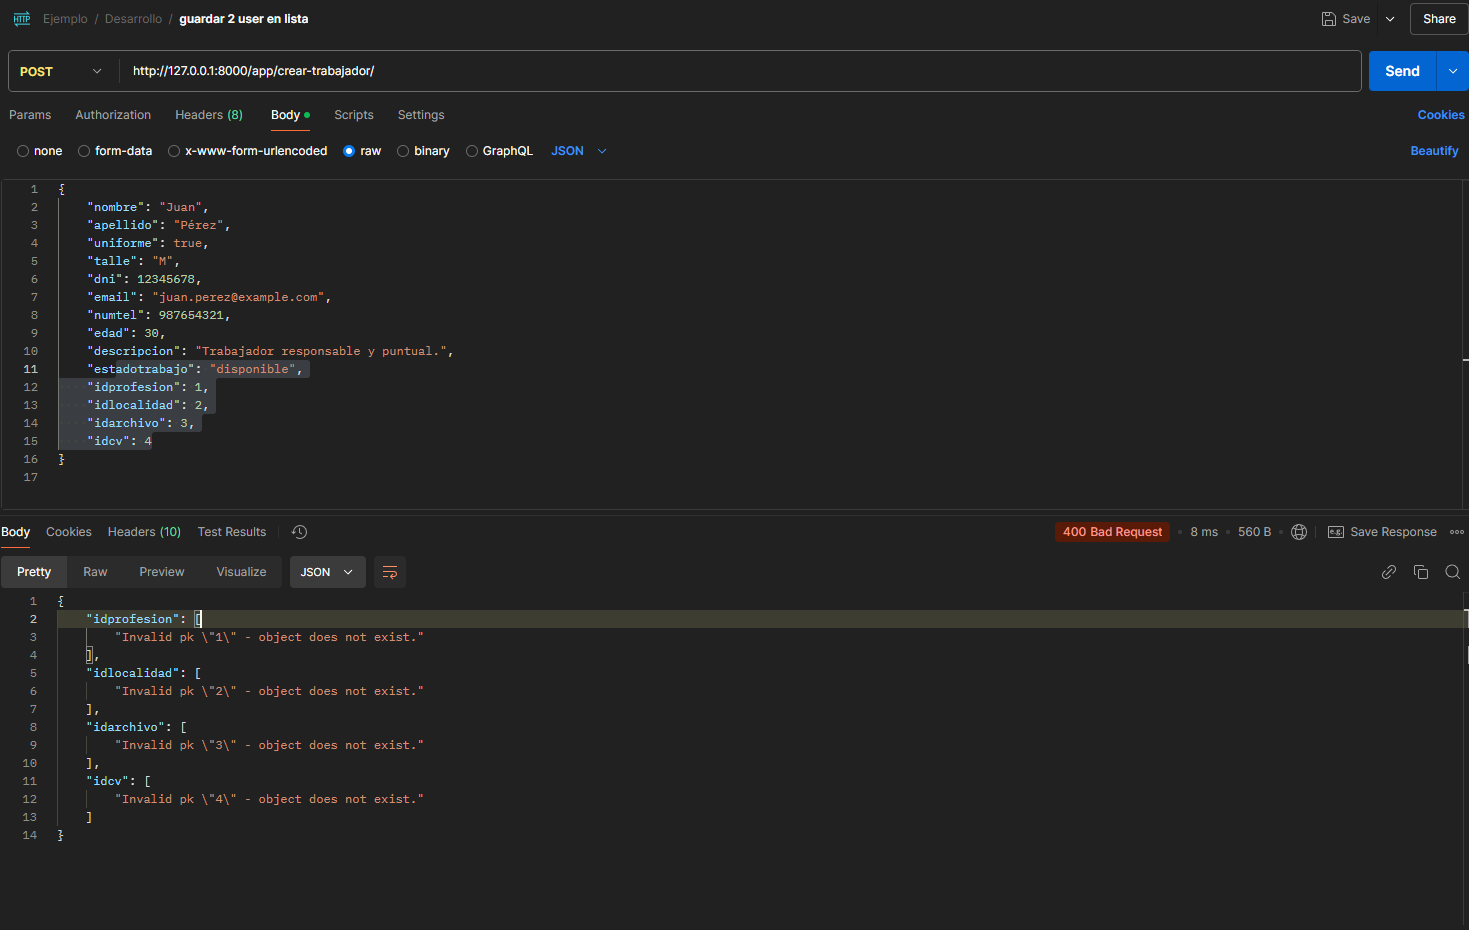 HTTP Ejemplo / Desarrollo / guardar 2 user en lista Save Share
POST http://127.0.0.1:8000/app/crear-trabajador/ Send
Params Authorization Headers (8) Body Scripts Settings Cookies
none form-data x-www-form-urlencoded raw binary GraphQL JSON Beautify
1 {
2 "nombre": "Juan",
3 "apellido": "Pérez",
4 "uniforme": true,
5 "talle": "M",
6 "dni": 12345678,
7 "email": "juan.perez@example.com",
8 "numtel": 987654321,
9 "edad": 30,
10 "descripcion": "Trabajador responsable y puntual.",
11 "estadotrabajo": "disponible",
12 "idprofesion": 1,
13 "idlocalidad": 2,
14 "idarchivo": 3,
15 "idcv": 4
16 }
17
Body Cookies Headers (10) Test Results 400 Bad Request • 8 ms • 560 B • e.g. Save Response
Pretty Raw Preview Visualize JSON
1 {
2 "idprofesion": [
3 "Invalid pk \"1\" - object does not exist."
4 ],
5 "idlocalidad": [
6 "Invalid pk \"2\" - object does not exist."
7 ],
8 "idarchivo": [
9 "Invalid pk \"3\" - object does not exist."
10 ],
11 "idcv": [
12 "Invalid pk \"4\" - object does not exist."
13 ]
14 }